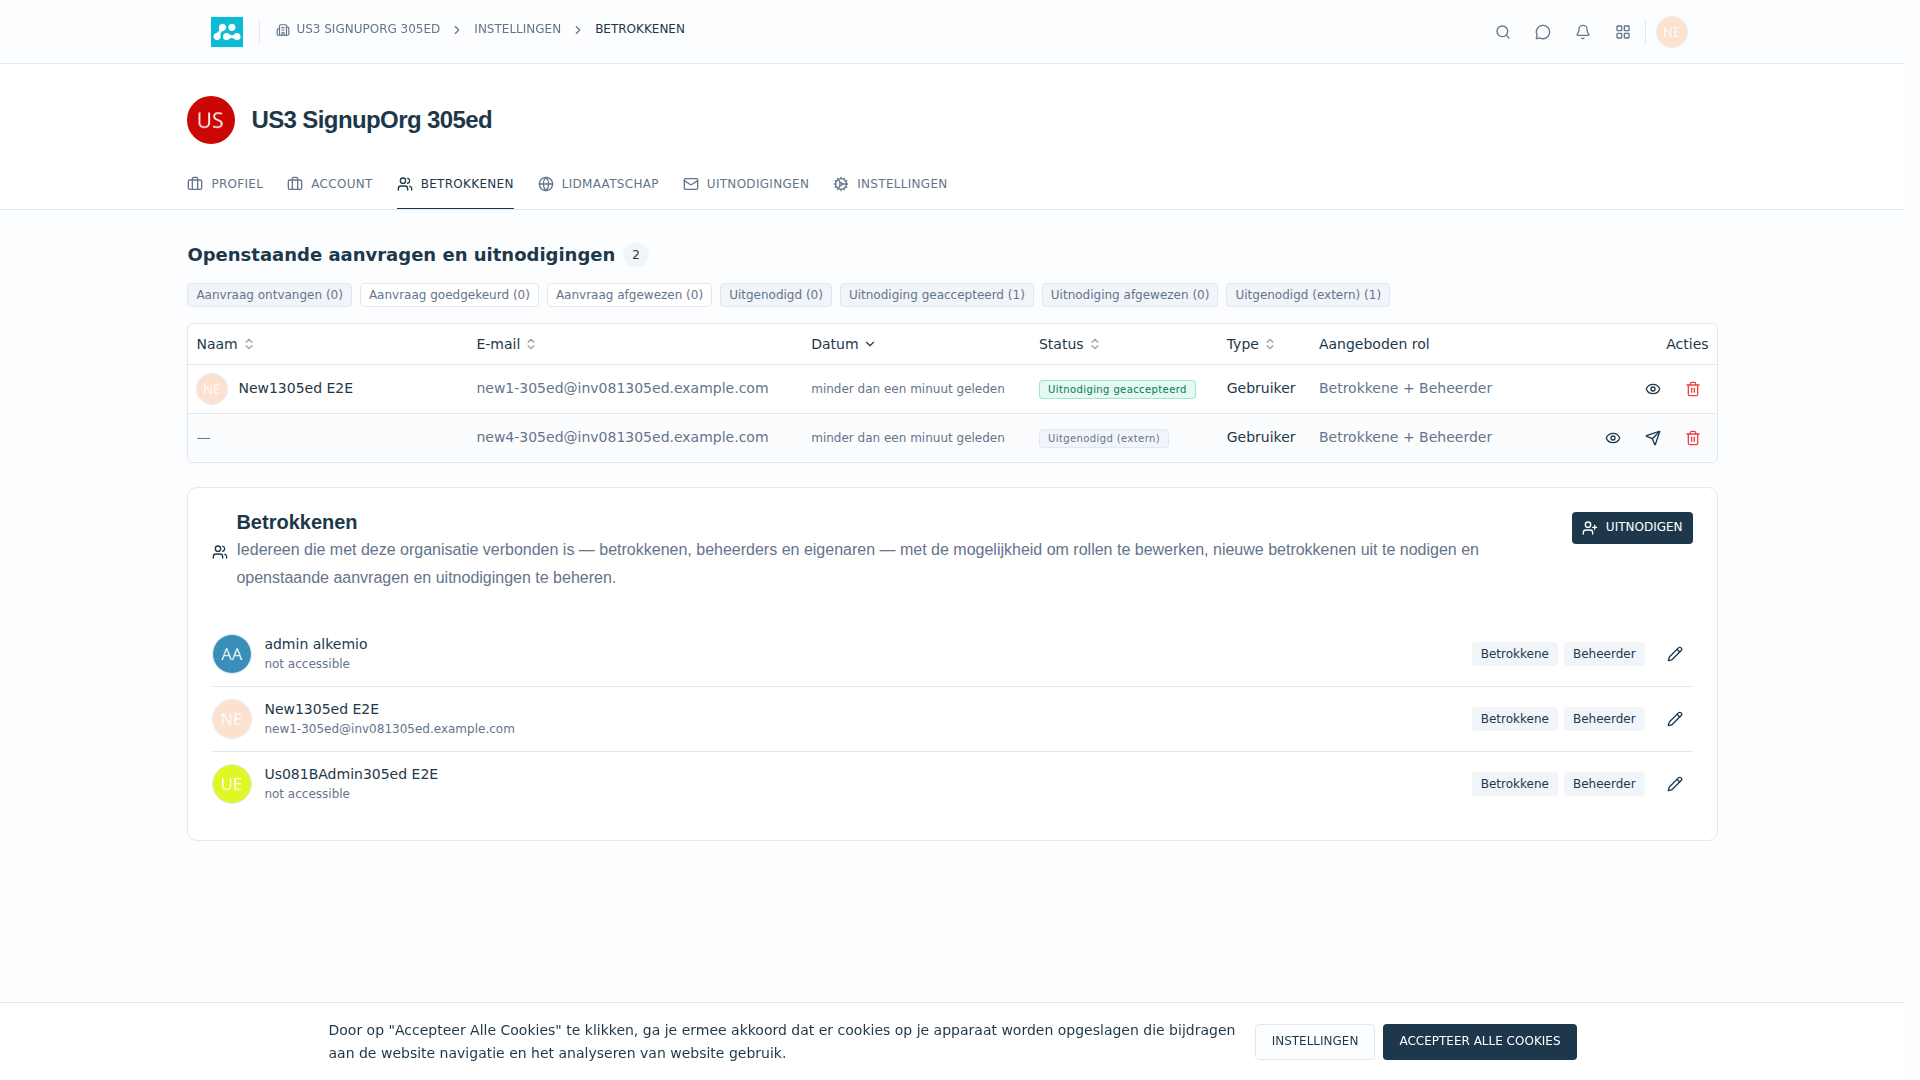 US3 SIGNUPORG 305ED > INSTELLINGEN > BETROKKENEN
NE
US
US3 SignupOrg 305ed
PROFIEL ACCOUNT BETROKKENEN LIDMAATSCHAP UITNODIGINGEN INSTELLINGEN
Openstaande aanvragen en uitnodigingen 2
Aanvraag ontvangen (0) Aanvraag goedgekeurd (0) Aanvraag afgewezen (0) Uitgenodigd (0) Uitnodiging geaccepteerd (1) Uitnodiging afgewezen (0) Uitgenodigd (extern) (1)
Naam E-mail Datum Status Type Aangeboden rol Acties
NE New1305ed E2E new1-305ed@inv081305ed.example.com minder dan een minuut geleden Uitnodiging geaccepteerd Gebruiker Betrokkene + Beheerder
— new4-305ed@inv081305ed.example.com minder dan een minuut geleden Uitgenodigd (extern) Gebruiker Betrokkene + Beheerder
Betrokkenen
UITNODIGEN
Iedereen die met deze organisatie verbonden is — betrokkenen, beheerders en eigenaren — met de mogelijkheid om rollen te bewerken, nieuwe betrokkenen uit te nodigen en
openstaande aanvragen en uitnodigingen te beheren.
AA admin alkemio
not accessible
Betrokkene Beheerder
NE New1305ed E2E
new1-305ed@inv081305ed.example.com
Betrokkene Beheerder
UE Us081BAdmin305ed E2E
not accessible
Betrokkene Beheerder
Door op "Accepteer Alle Cookies" te klikken, ga je ermee akkoord dat er cookies op je apparaat worden opgeslagen die bijdragen
aan de website navigatie en het analyseren van website gebruik.
INSTELLINGEN ACCEPTEER ALLE COOKIES